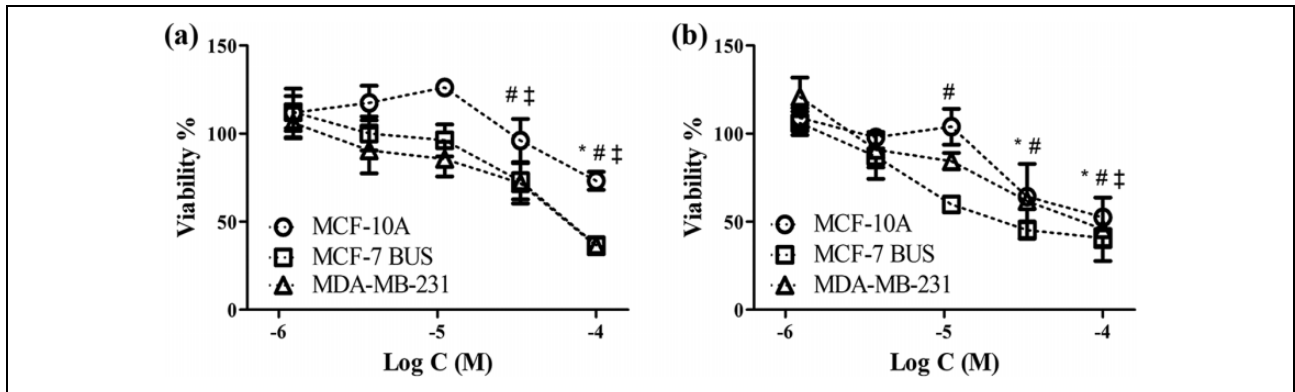 (a)
150
100
50
0
Viability %
# ‡
* # ‡
MCF-10A
MCF-7 BUS
MDA-MB-231
-6
-5
-4
Log C (M)
(b)
150
100
50
0
Viability %
#
* #
* # ‡
MCF-10A
MCF-7 BUS
MDA-MB-231
-6
-5
-4
Log C (M)